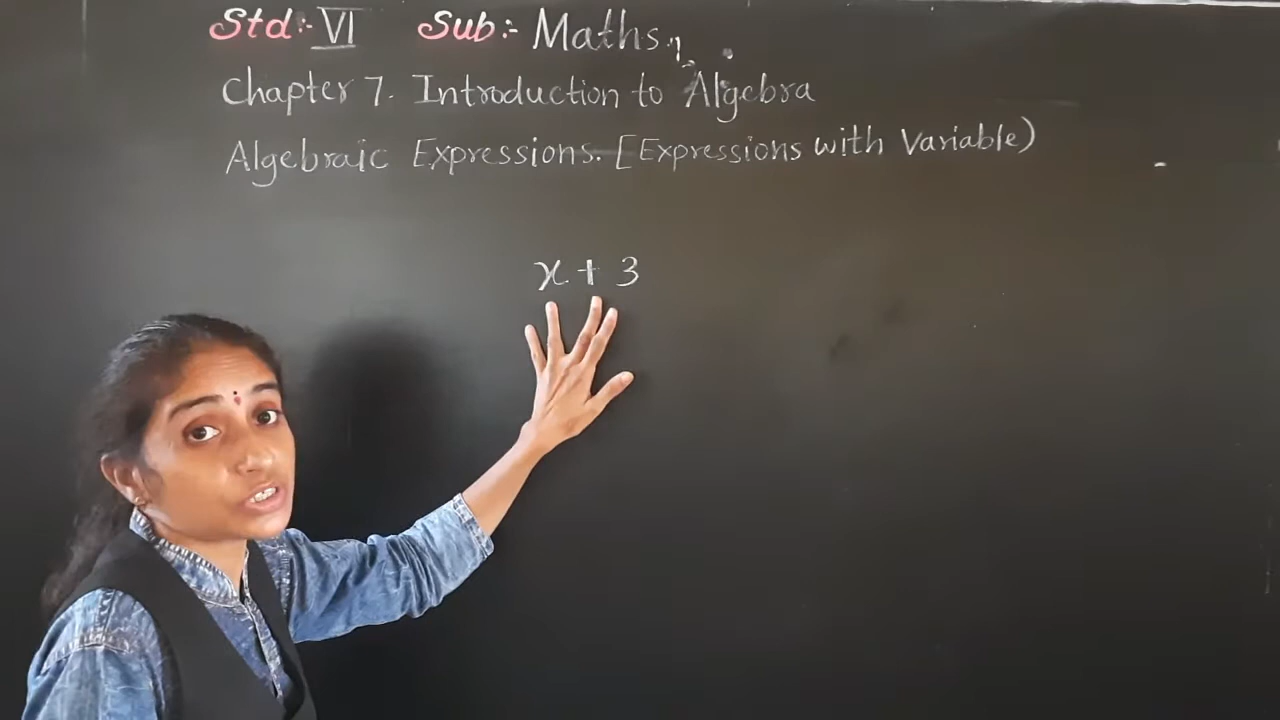 Std:- VI Sub:- Maths.
Chapter 7. Introduction to Algebra
Algebraic Expressions. [Expressions with Variable)
x + 3